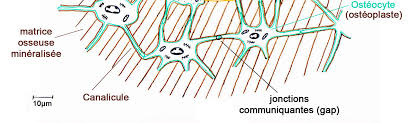 Ostéocyte
(ostéoplaste)
matrice
osseuse
minéralisée
Canalicule
10µm
jonctions
communiquantes (gap)